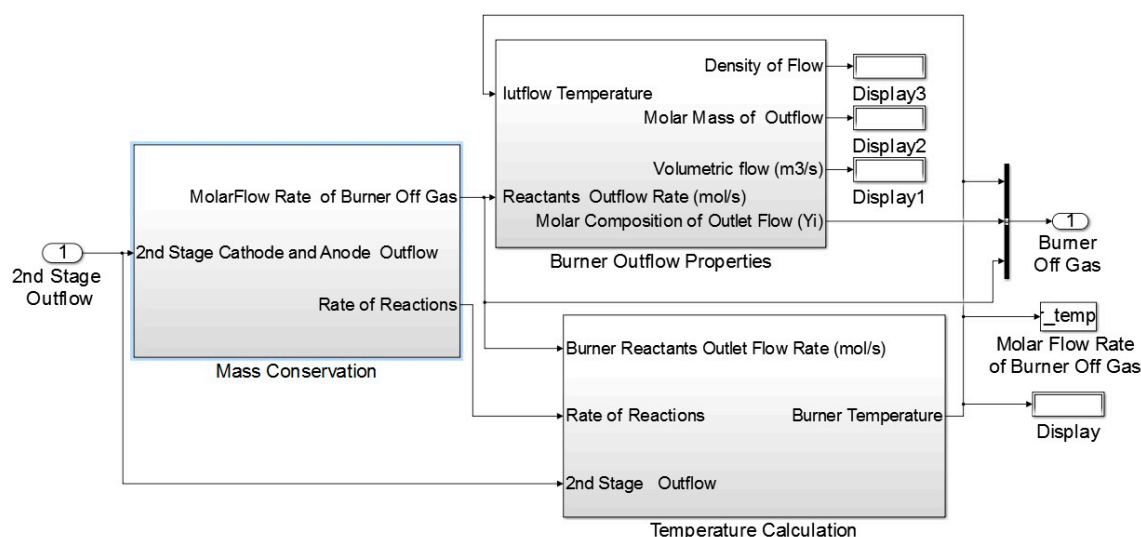 Density of Flow
Display3
Iutflow Temperature
Molar Mass of Outflow
Display2
Volumetric flow (m3/s)
Display1
MolarFlow Rate of Burner Off Gas
Reactants Outflow Rate (mol/s)
Molar Composition of Outlet Flow (Yi)
1
Burner
Off Gas
1
2nd Stage
Outflow
2nd Stage Cathode and Anode Outflow
Burner Outflow Properties
Rate of Reactions
Mass Conservation
_temp
Molar Flow Rate
of Burner Off Gas
Burner Reactants Outlet Flow Rate (mol/s)
Rate of Reactions
Burner Temperature
Display
2nd Stage Outflow
Temperature Calculation